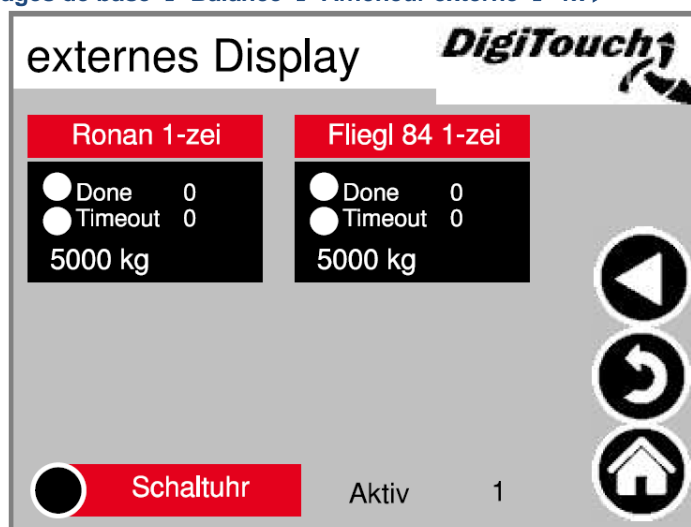 externes Display
DigiTouch
Ronan 1-zei
Fliegl 84 1-zei
Done 0
Timeout 0
5000 kg
Done 0
Timeout 0
5000 kg
Schaltuhr
Aktiv 1